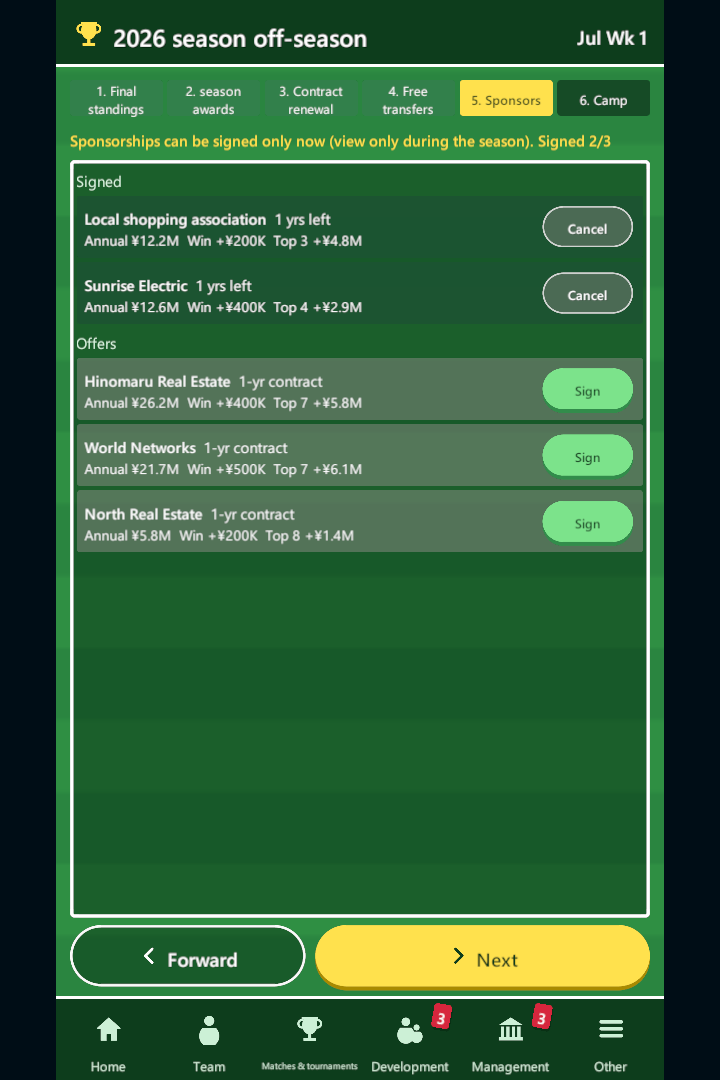 2026 season off-season
Jul Wk 1
1. Final standings
2. season awards
3. Contract renewal
4. Free transfers
5. Sponsors
6. Camp
Sponsorships can be signed only now (view only during the season). Signed 2/3
Signed
Local shopping association 1 yrs left
Annual ¥12.2M Win +¥200K Top 3 +¥4.8M
Cancel
Sunrise Electric 1 yrs left
Annual ¥12.6M Win +¥400K Top 4 +¥2.9M
Cancel
Offers
Hinomaru Real Estate 1-yr contract
Annual ¥26.2M Win +¥400K Top 7 +¥5.8M
Sign
World Networks 1-yr contract
Annual ¥21.7M Win +¥500K Top 7 +¥6.1M
Sign
North Real Estate 1-yr contract
Annual ¥5.8M Win +¥200K Top 8 +¥1.4M
Sign
Forward
Next
3
3
Home
Team
Matches & tournaments
Development
Management
Other